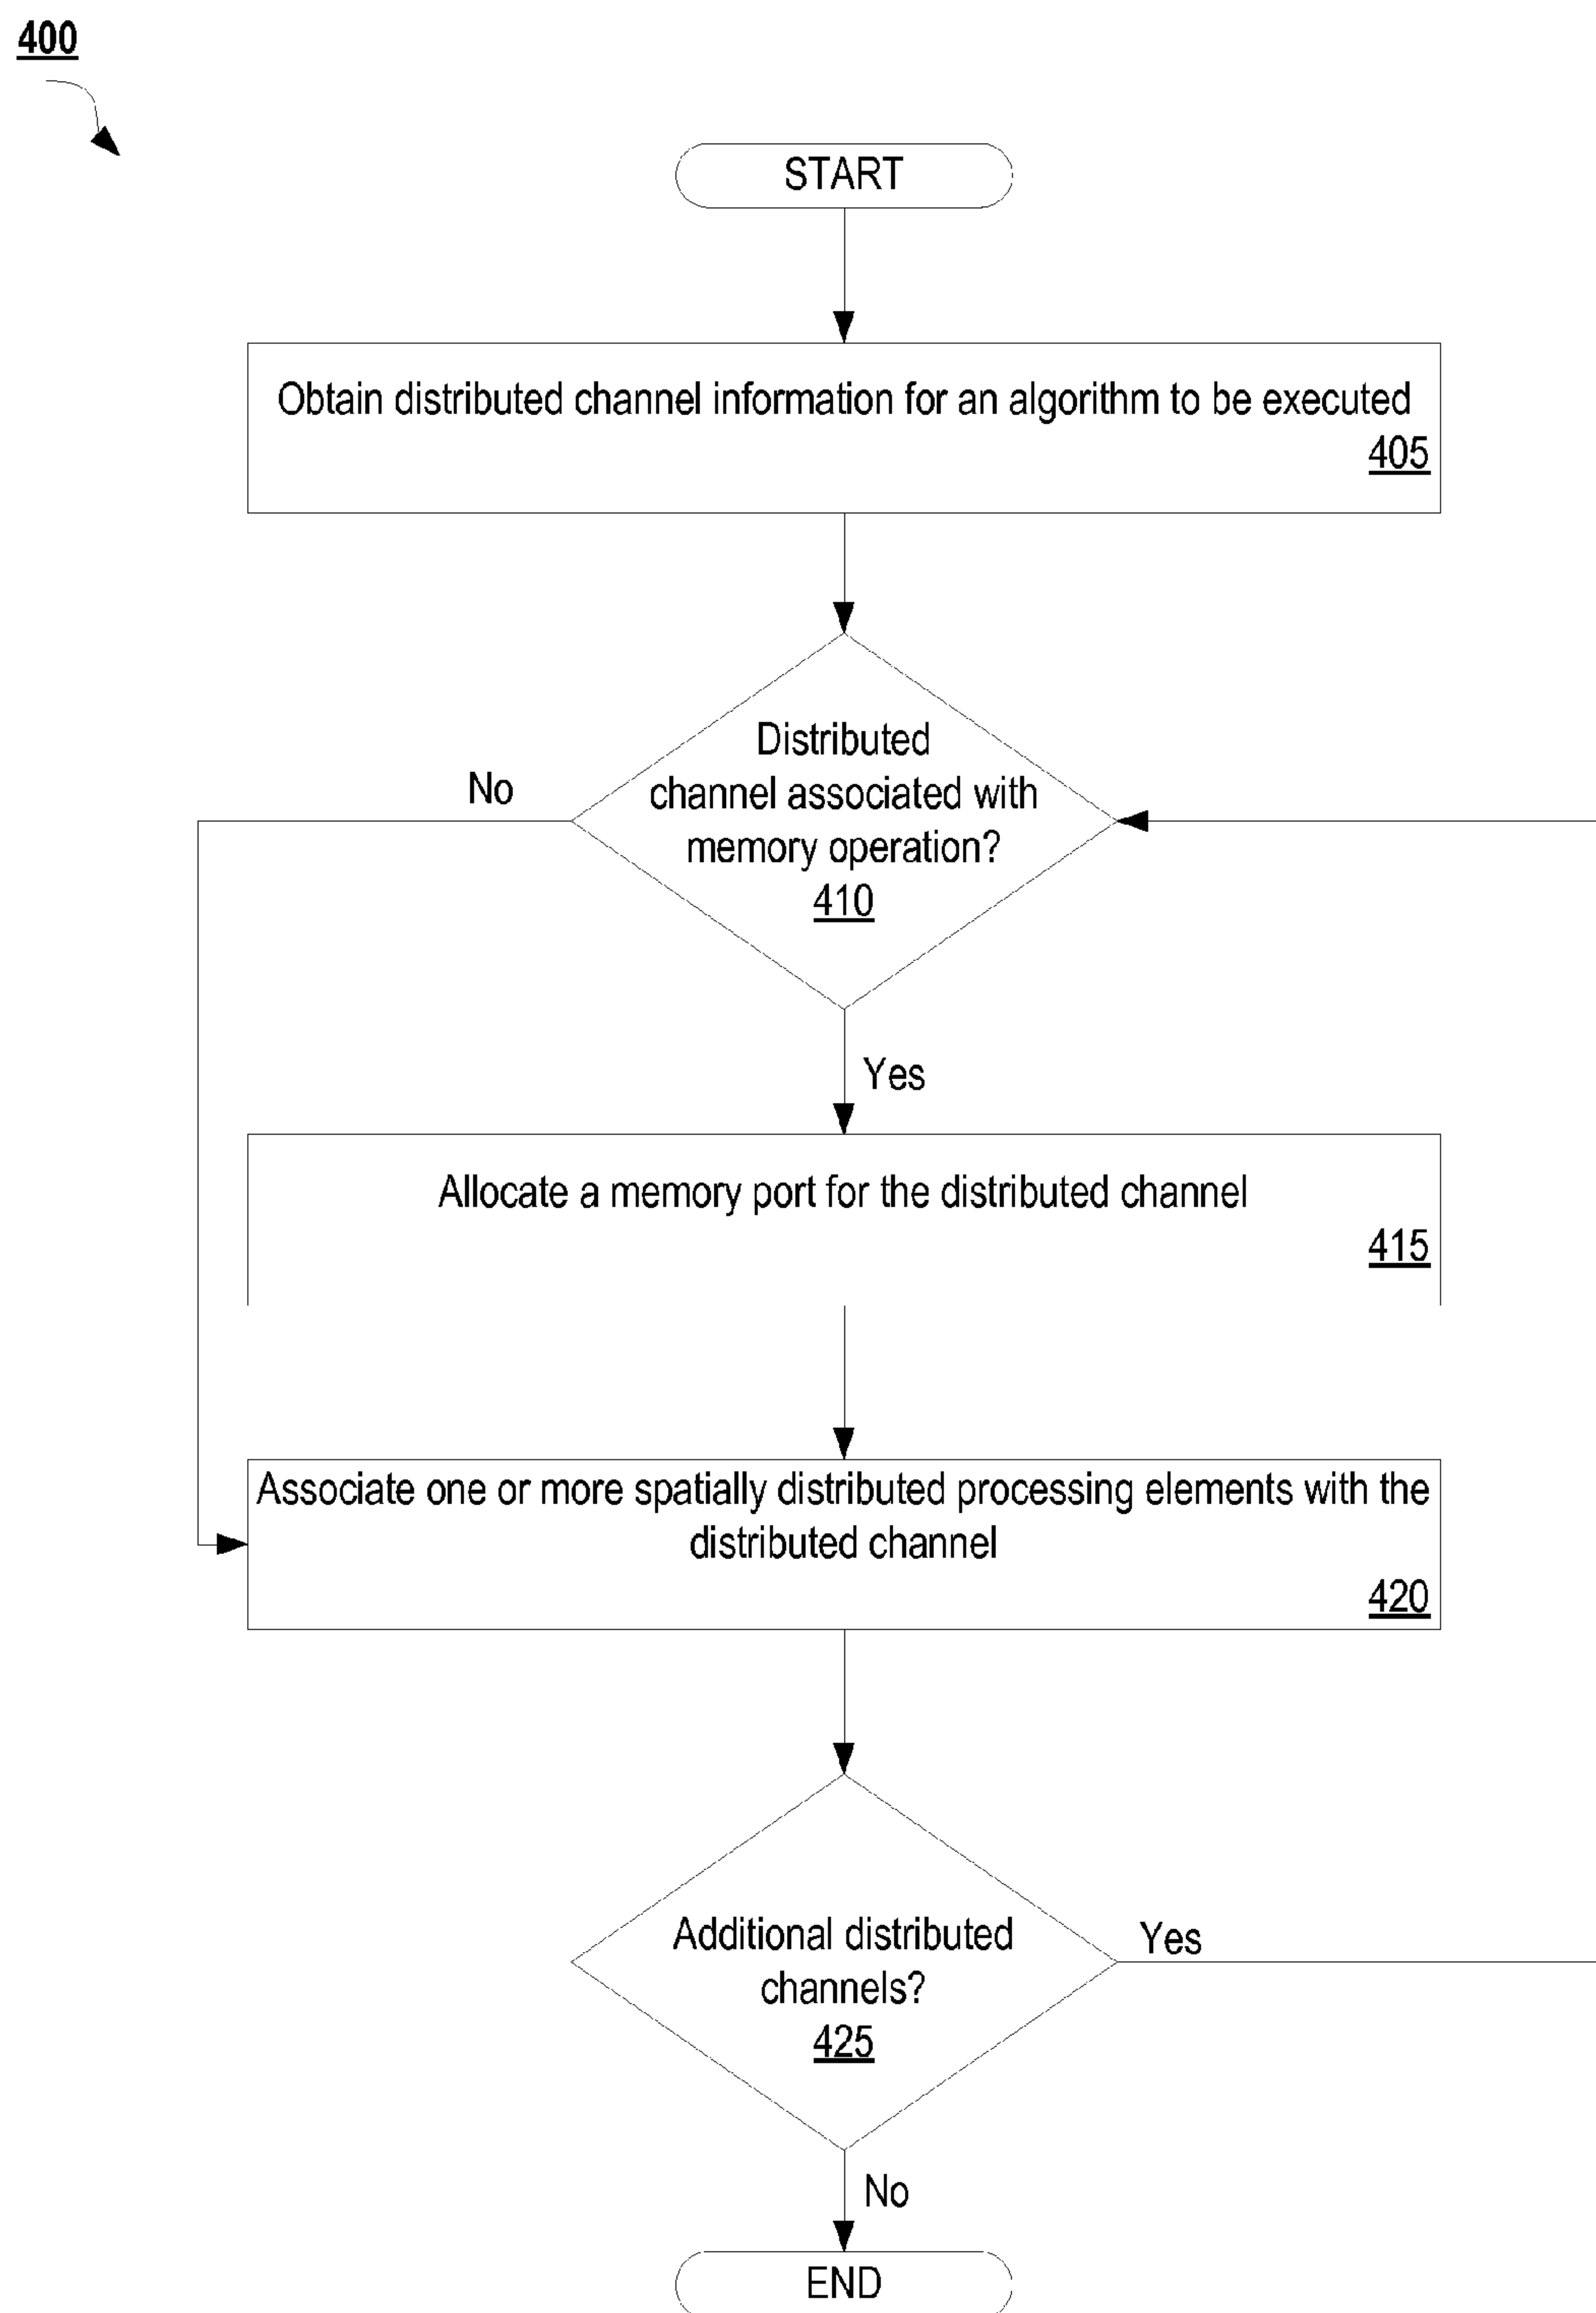 400
START
Obtain distributed channel information for an algorithm to be executed
405
Distributed
channel associated with
memory operation?
410
No
Yes
Allocate a memory port for the distributed channel
415
Associate one or more spatially distributed processing elements with the
distributed channel
420
Additional distributed
channels?
425
Yes
No
END